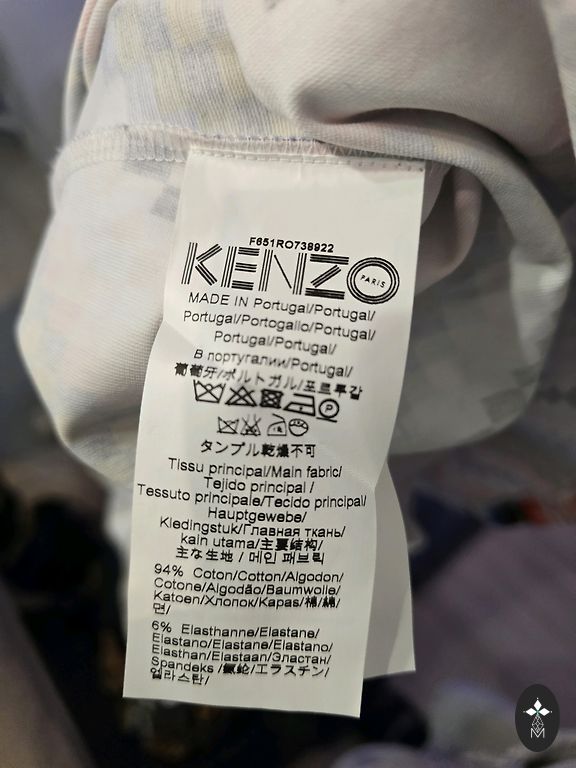 F651RO738922
KENZO
PARIS
MADE IN Portugal/Portugal/
Portugal/Portogallo/Portugal/
Portugal/Portugal/
В португалии/Portugal/
葡萄牙/ポルトガル/포르투갈
P
タンブル乾燥不可
Tissu principal/Main fabric/
Tejido principal /
Tessuto principale/Tecido principal/
Hauptgewebe/
Kledingstuk/Главная ткань/
kain utama/主要结构/
主な生地 / 메인 패브릭
94% Coton/Cotton/Algodon/
Cotone/Algodão/Baumwolle/
Katoen/Хлопок/Kapas/棉/綿/
면/
6% Elasthanne/Elastane/
Elastano/Elastane/Elastano/
Elasthan/Elastaan/Эластан/
Spandeks /氨纶/エラスチン/
엘라스탄/
M